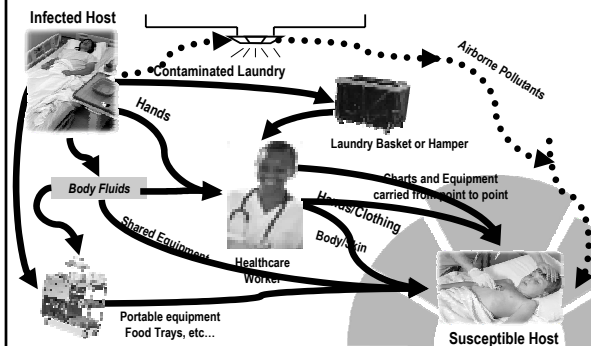 Infected Host
Contaminated Laundry
Airborne Pollutants
Hands
Laundry Basket or Hamper
Charts and Equipment
carried from point to point
Body Fluids
Hands/Clothing
Shared Equipment
Body/Skin
Healthcare
Worker
Portable equipment
Food Trays, etc…
Susceptible Host